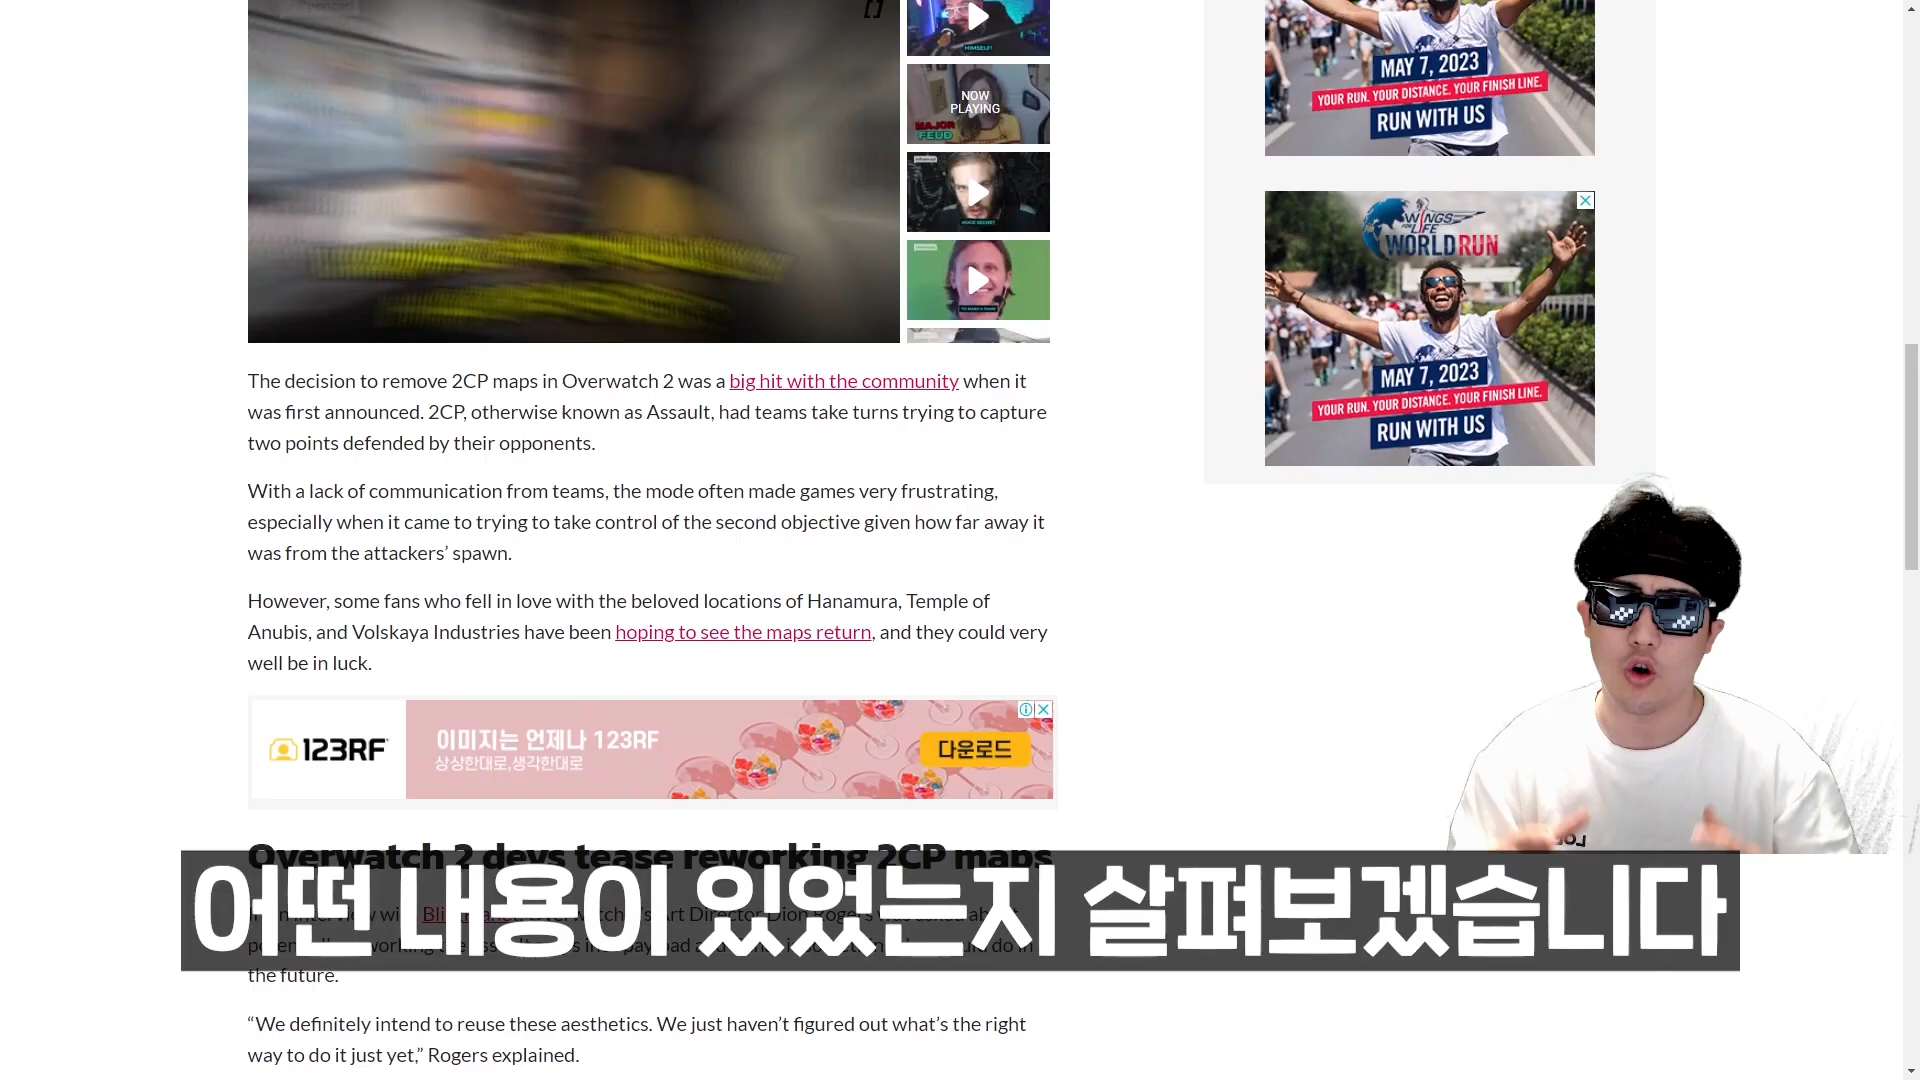 HIMSELF!
NOW
PLAYING
MAJOR
FEUD
HUGE SECRET
MAY 7, 2023
YOUR RUN. YOUR DISTANCE. YOUR FINISH LINE.
RUN WITH US
WINGS
FOR LIFE
WORLD RUN
MAY 7, 2023
YOUR RUN. YOUR DISTANCE. YOUR FINISH LINE.
RUN WITH US
The decision to remove 2CP maps in Overwatch 2 was a big hit with the community when it
was first announced. 2CP, otherwise known as Assault, had teams take turns trying to capture
two points defended by their opponents.
With a lack of communication from teams, the mode often made games very frustrating,
especially when it came to trying to take control of the second objective given how far away it
was from the attackers’ spawn.
However, some fans who fell in love with the beloved locations of Hanamura, Temple of
Anubis, and Volskaya Industries have been hoping to see the maps return, and they could very
well be in luck.
123RF
이미지는 언제나 123RF
상상한대로,생각한대로
다운로드
Overwatch 2 devs tease reworking 2CP maps
어떤 내용이 있었는지 살펴보겠습니다
the future.
“We definitely intend to reuse these aesthetics. We just haven’t figured out what’s the right
way to do it just yet,” Rogers explained.